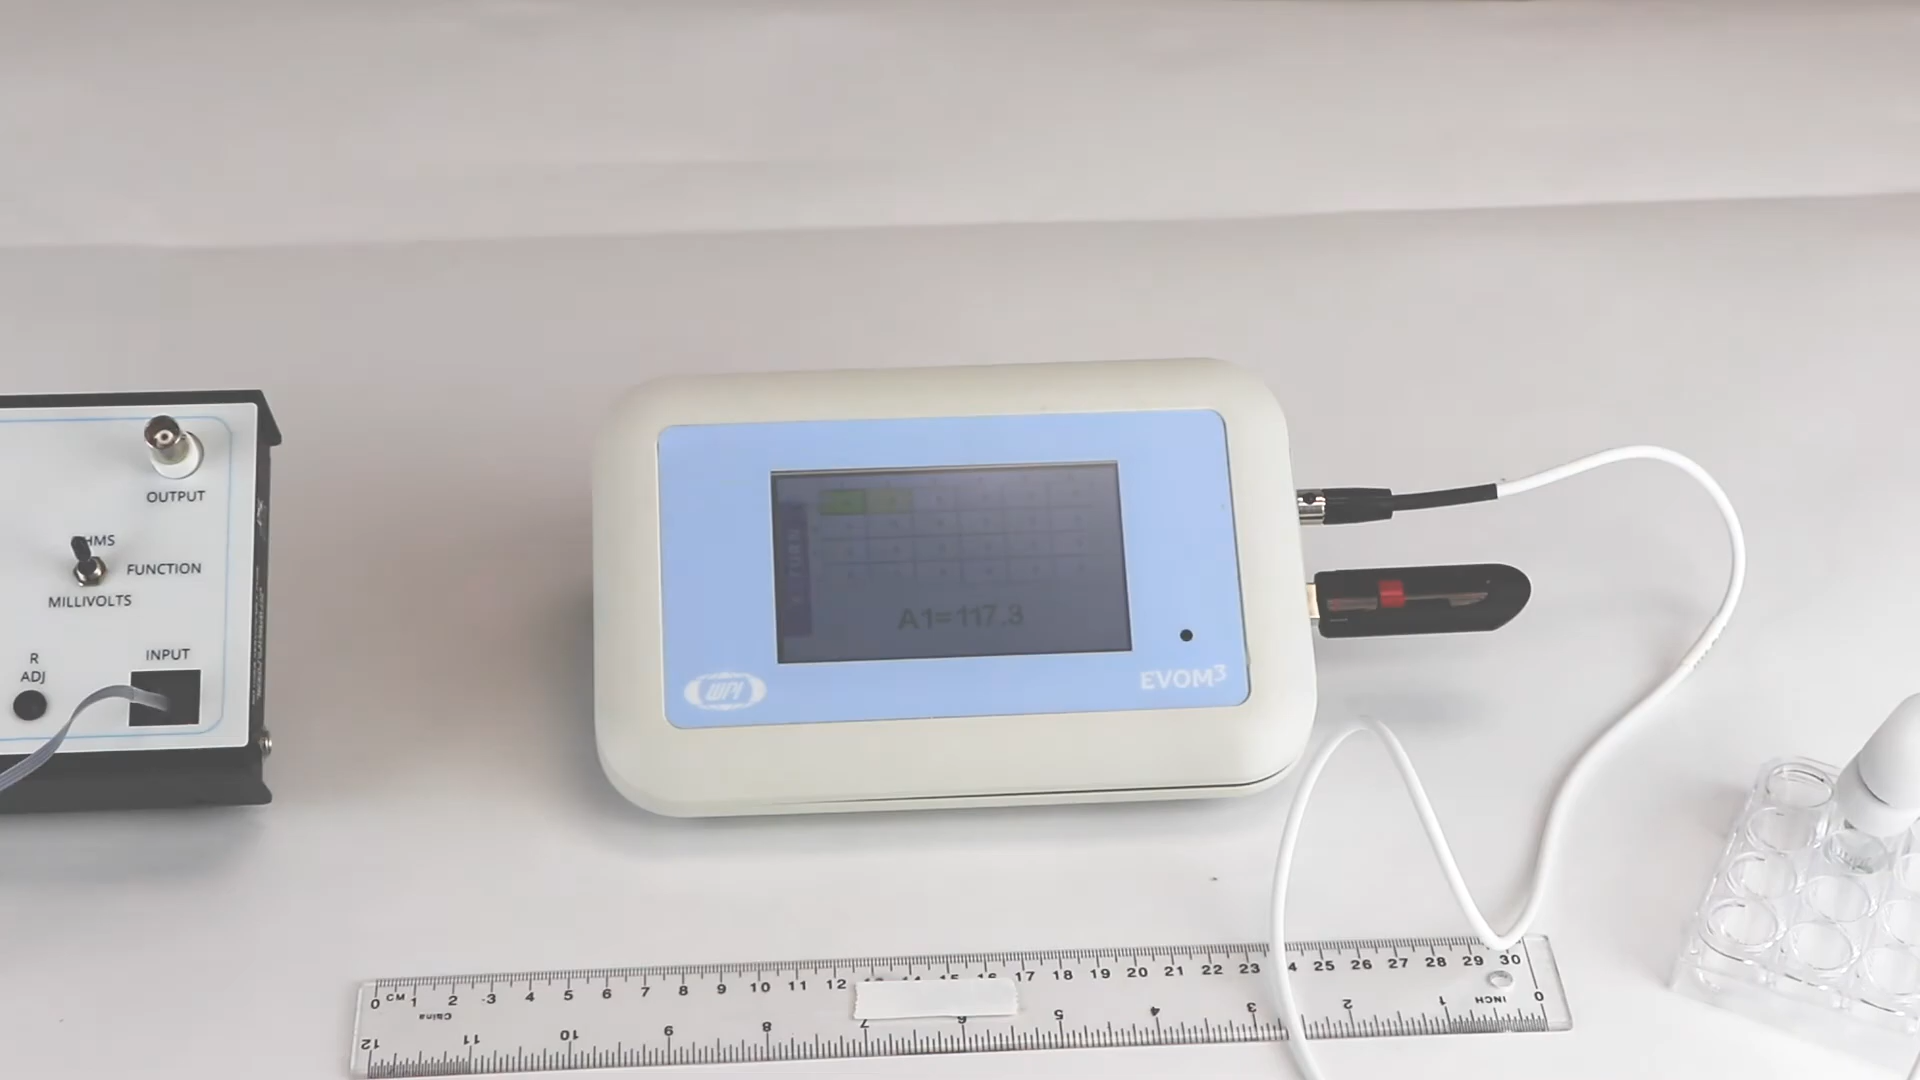 OUTPUT
FUNCTION
MILLIVOLTS
R
ADJ
INPUT
A1=117.3
WPI
EVOM3
0 CM 1 2 3 4 5 6 7 8 9 10 11 12 17 18 19 20 21 22 23 25 26 27 28 29 30
China
INCH
12 11 10 9 8 7 6 5 4 3 2 1 0